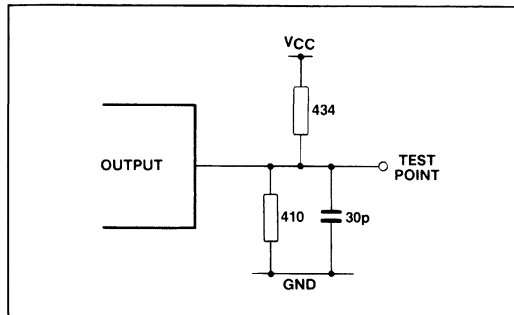 VCC
434
OUTPUT
TEST
POINT
410
30p
GND